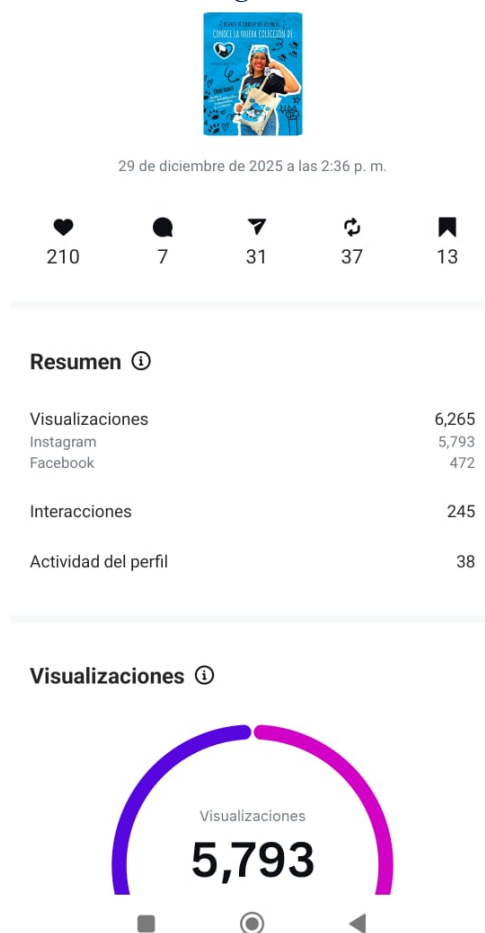 CONOCE LA NUEVA COLECCIÓN DE:
29 de diciembre de 2025 a las 2:36 p. m.
210 7 31 37 13
Resumen
Visualizaciones 6,265
Instagram 5,793
Facebook 472
Interacciones 245
Actividad del perfil 38
Visualizaciones
Visualizaciones
5,793